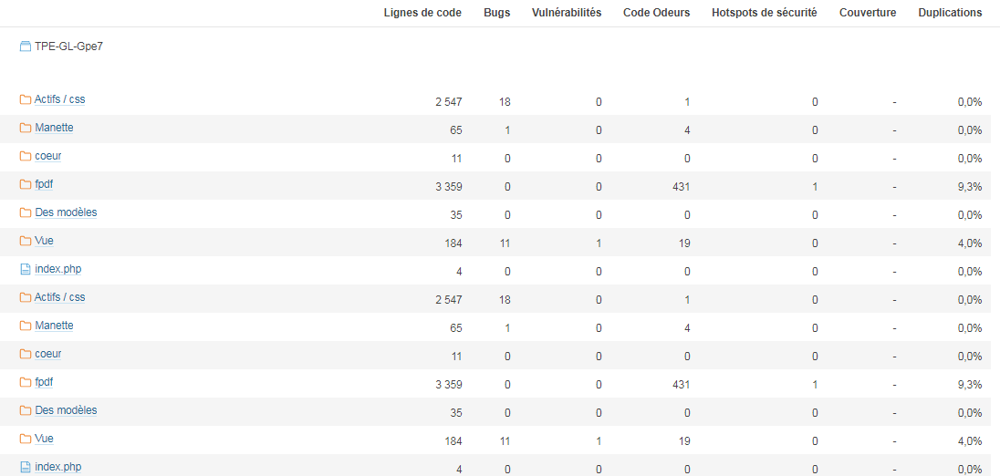 Lignes de code Bugs Vulnérabilités Code Odeurs Hotspots de sécurité Couverture Duplications
TPE-GL-Gpe7
Actifs / css 2 547 18 0 1 0 - 0,0%
Manette 65 1 0 4 0 - 0,0%
coeur 11 0 0 0 0 - 0,0%
fpdf 3 359 0 0 431 1 - 9,3%
Des modèles 35 0 0 0 0 - 0,0%
Vue 184 11 1 19 0 - 4,0%
index.php 4 0 0 0 0 - 0,0%
Actifs / css 2 547 18 0 1 0 - 0,0%
Manette 65 1 0 4 0 - 0,0%
coeur 11 0 0 0 0 - 0,0%
fpdf 3 359 0 0 431 1 - 9,3%
Des modèles 35 0 0 0 0 - 0,0%
Vue 184 11 1 19 0 - 4,0%
index.php 4 0 0 0 0 - 0,0%